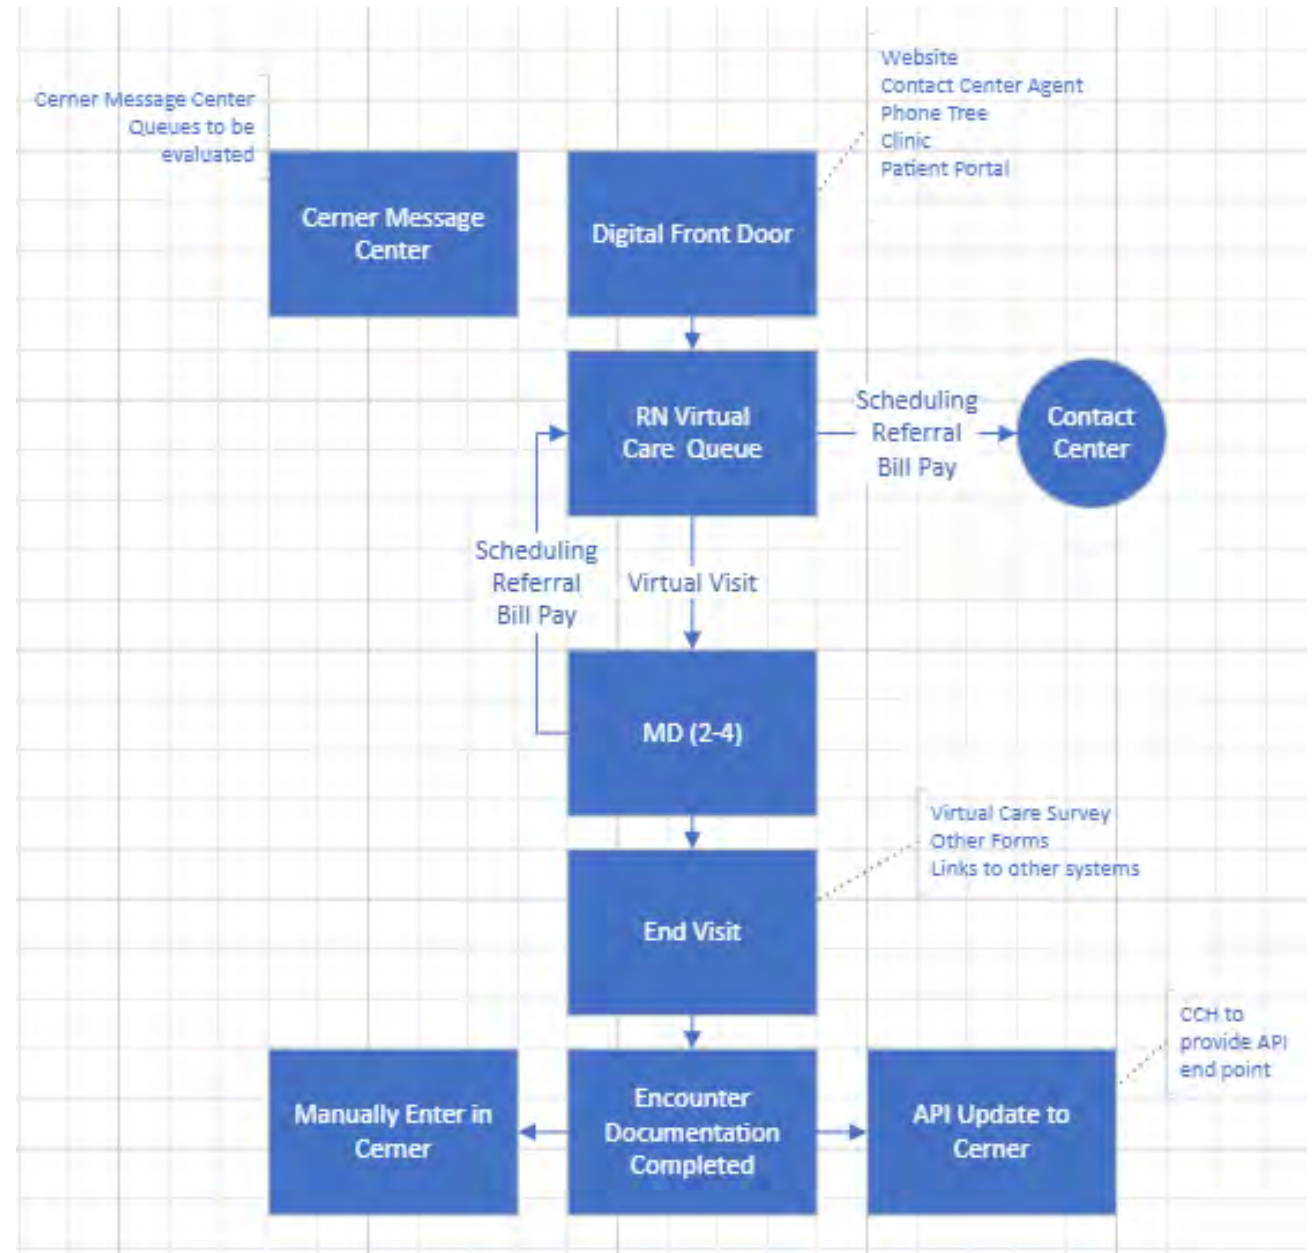 Website
Contact Center Agent
Phone Tree
Clinic
Patient Portal
Cerner Message Center
Queues to be
evaluated
Cerner Message
Center
Digital Front Door
RN Virtual
Care Queue
Scheduling
Referral
Bill Pay
Contact
Center
Scheduling
Referral
Bill Pay
Virtual Visit
MD (2-4)
Virtual Care Survey
Other Forms
Links to other systems
End Visit
CCH to
provide API
end point
Manually Enter in
Cerner
Encounter
Documentation
Completed
API Update to
Cerner